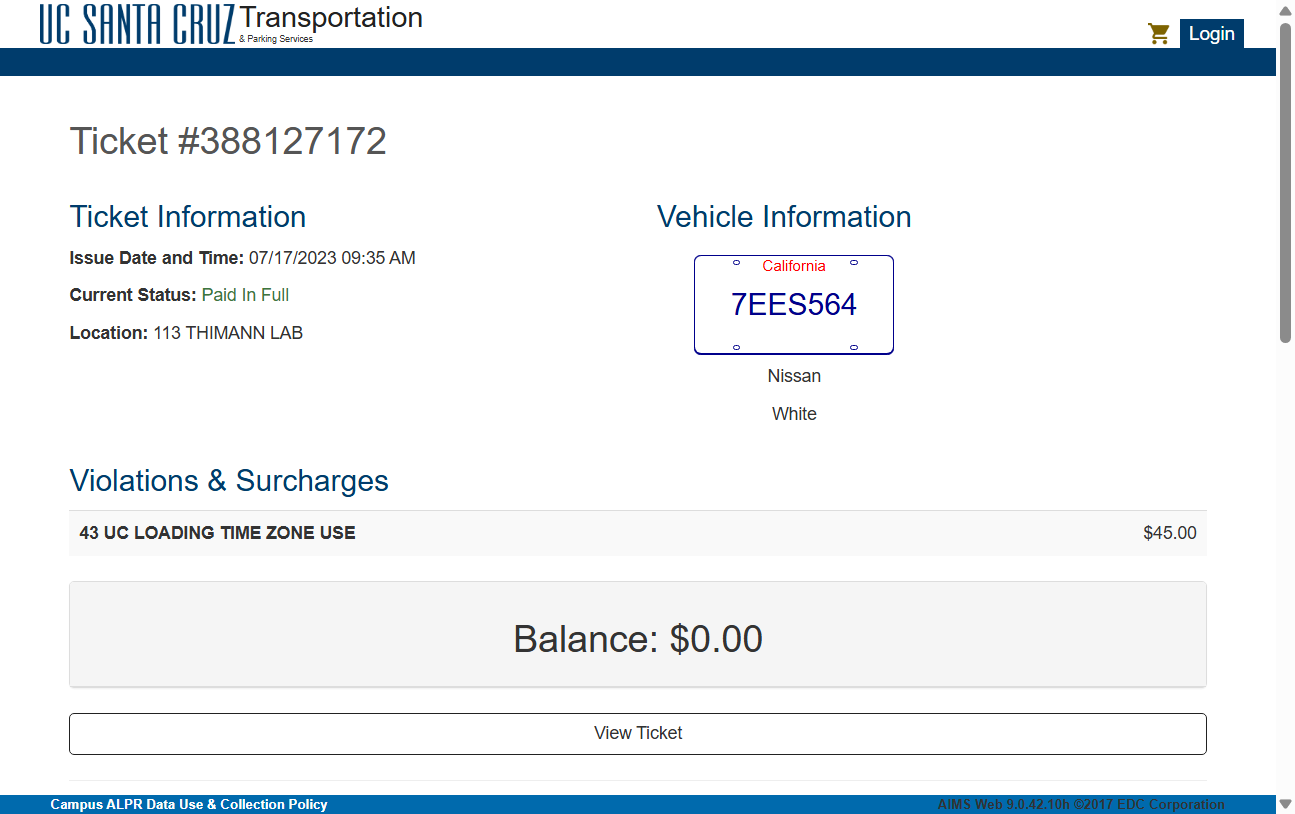 UC SANTA CRUZ Transportation
& Parking Services
Login
Ticket #388127172
Ticket Information
Issue Date and Time: 07/17/2023 09:35 AM
Current Status: Paid In Full
Location: 113 THIMANN LAB
Vehicle Information
California
7EES564
Nissan
White
Violations & Surcharges
43 UC LOADING TIME ZONE USE $45.00
Balance: $0.00
View Ticket
Campus ALPR Data Use & Collection Policy
AIMS Web 9.0.42.10h ©2017 EDC Corporation